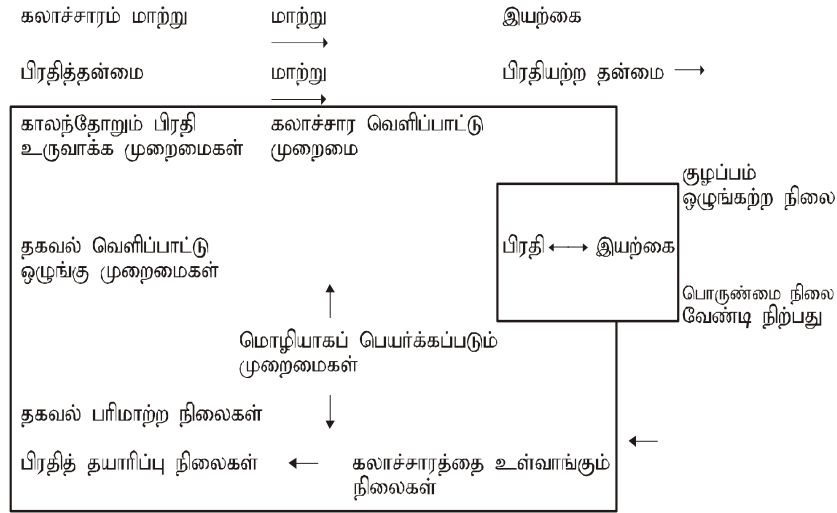 கலாச்சாரம் மாற்று மாற்று இயற்கை
பிரதித்தன்மை மாற்று பிரதியற்ற தன்மை
காலந்தோறும் பிரதி
உருவாக்க முறைமைகள்
கலாச்சார வெளிப்பாட்டு
முறைமை
குழப்பம்
ஒழுங்கற்ற நிலை
பிரதி இயற்கை
தகவல் வெளிப்பாட்டு
ஒழுங்கு முறைமைகள்
பொருண்மை நிலை
வேண்டி நிற்பது
மொழியாகப் பெயர்க்கப்படும்
முறைமைகள்
தகவல் பரிமாற்ற நிலைகள்
பிரதித் தயாரிப்பு நிலைகள்
கலாச்சாரத்தை உள்வாங்கும்
நிலைகள்